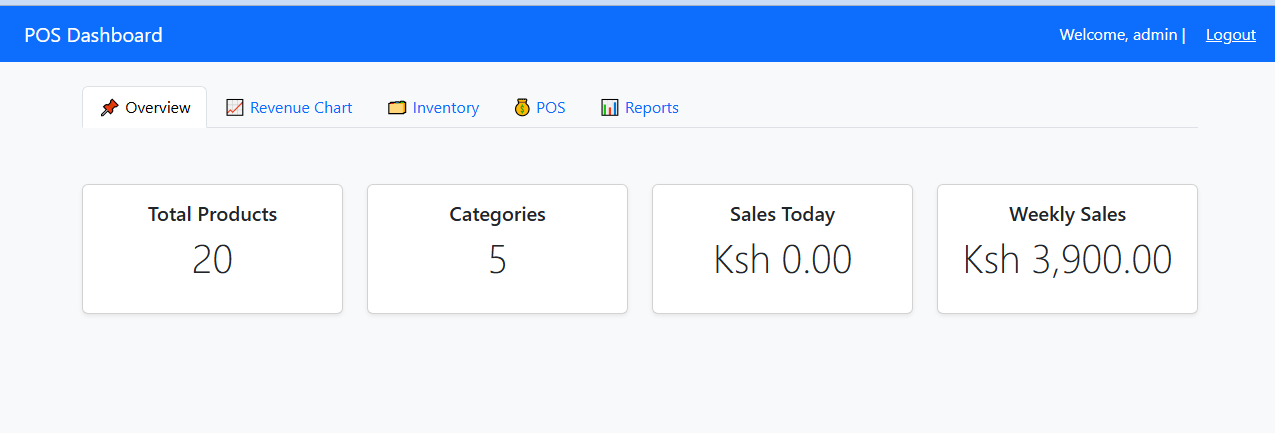 POS Dashboard
Welcome, admin | Logout
Overview
Revenue Chart
Inventory
POS
Reports
Total Products
20
Categories
5
Sales Today
Ksh 0.00
Weekly Sales
Ksh 3,900.00